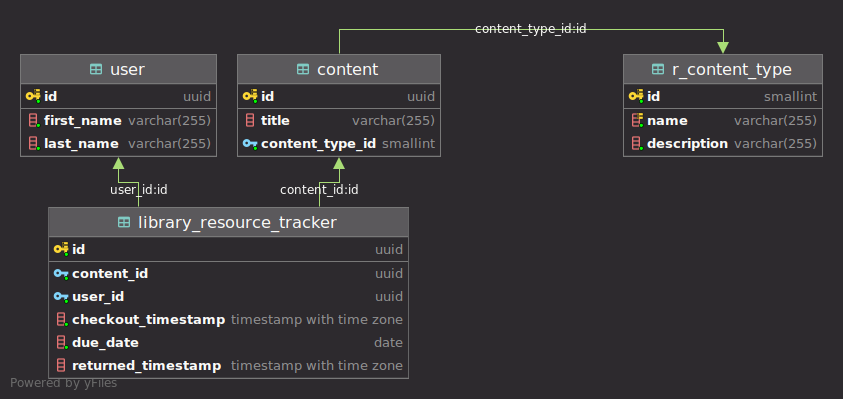 content_type_id:id
user
id uuid
first_name varchar(255)
last_name varchar(255)
content
id uuid
title varchar(255)
content_type_id smallint
r_content_type
id smallint
name varchar(255)
description varchar(255)
user_id:id
content_id:id
library_resource_tracker
id uuid
content_id uuid
user_id uuid
checkout_timestamp timestamp with time zone
due_date date
returned_timestamp timestamp with time zone
Powered by yFiles